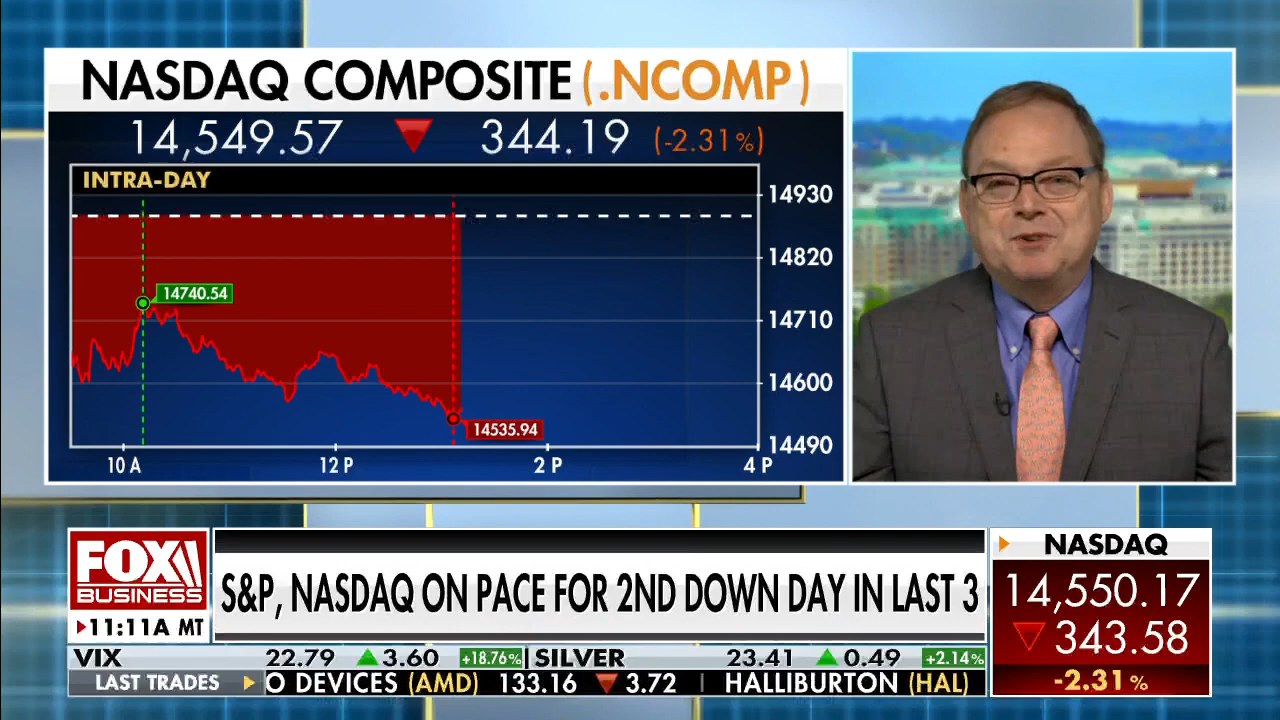 NASDAQ COMPOSITE (.NCOMP)
14,549.57 ▼ 344.19 (-2.31%)
INTRA-DAY
14930
14820
14740.54
14710
14600
14535.94
14490
10 A 12 P 2 P 4 P
FOX
BUSINESS
11:11A MT
S&P, NASDAQ ON PACE FOR 2ND DOWN DAY IN LAST 3
NASDAQ
14,550.17
▼ 343.58
-2.31%
VIX 22.79 ▲ 3.60 +18.76% SILVER 23.41 ▲ 0.49 +2.14%
LAST TRADES O DEVICES (AMD) 133.16 ▼ 3.72 | HALLIBURTON (HAL)